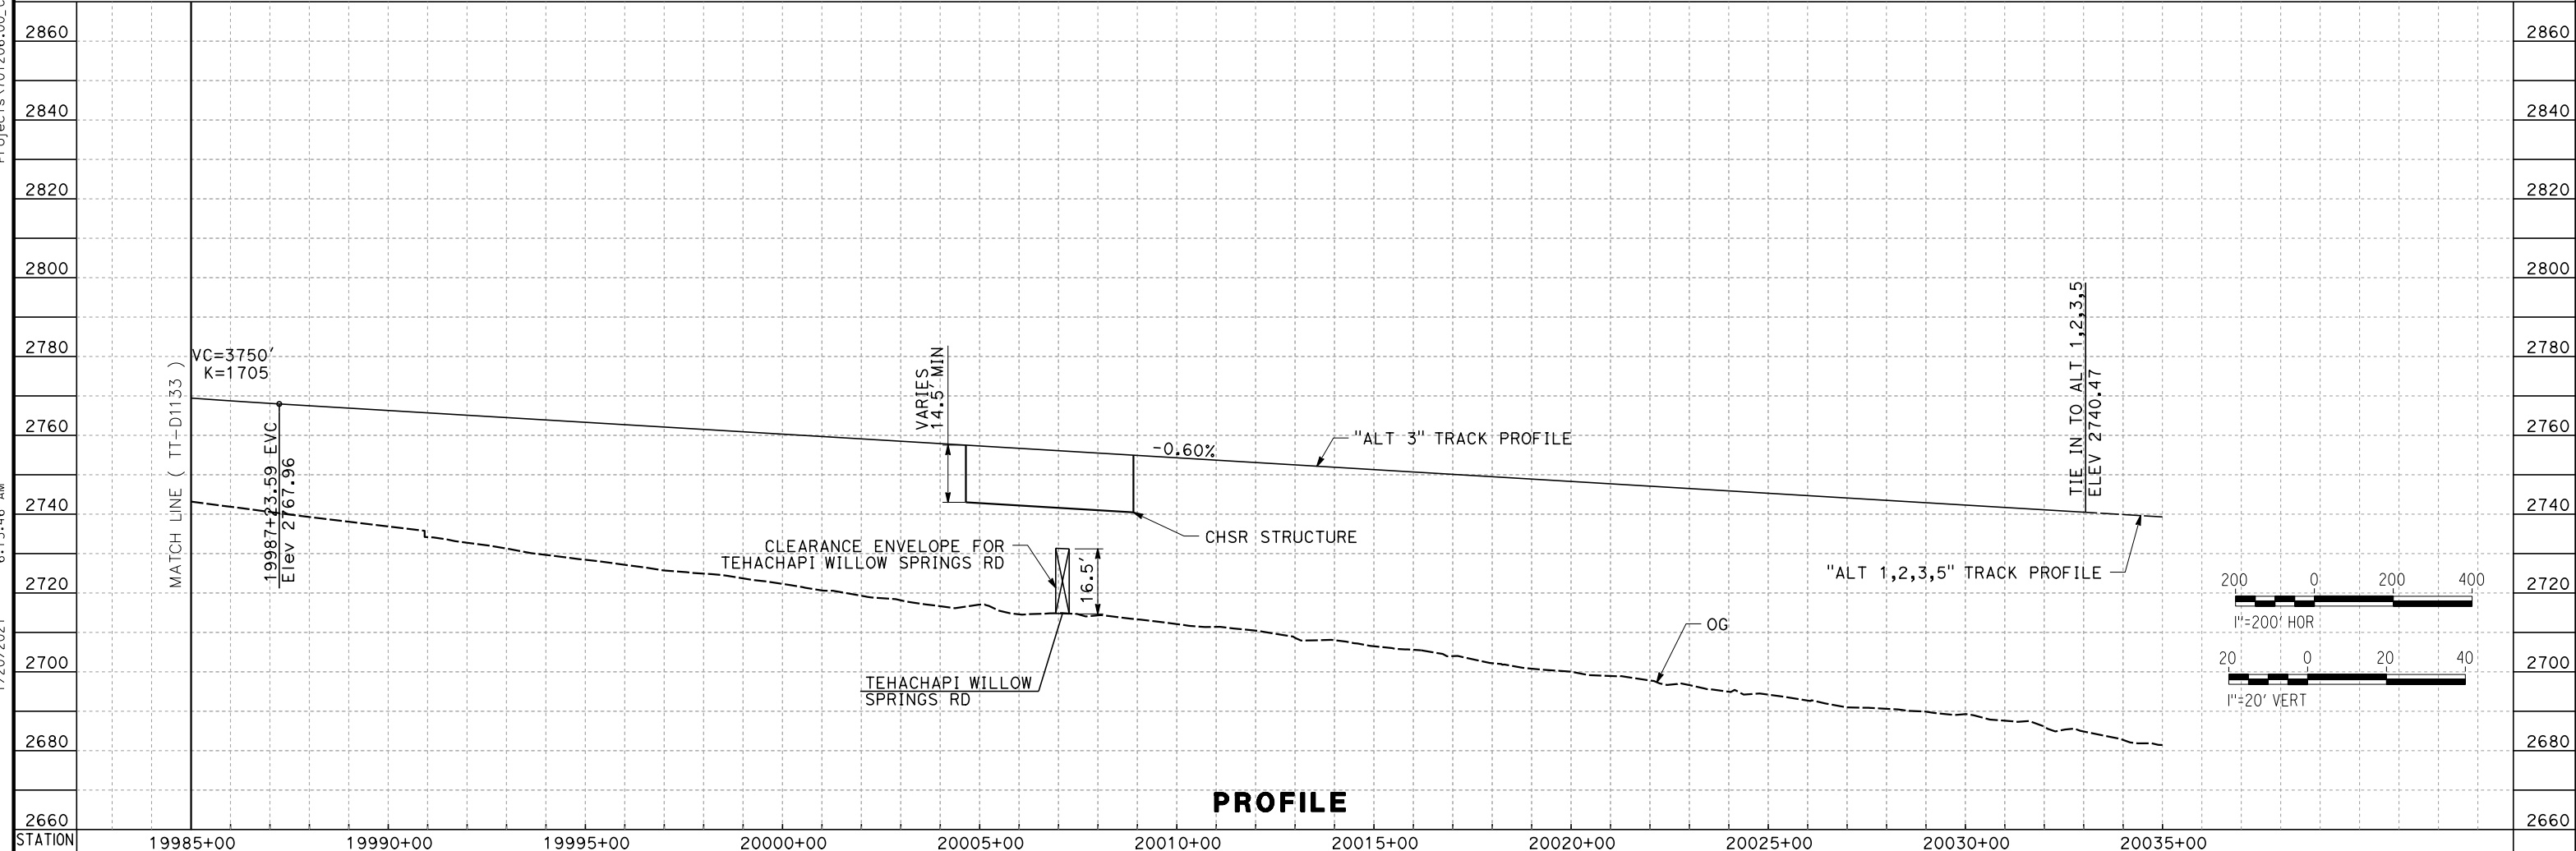 2860
2840
2820
2800
2780
2760
2740
2720
2700
2680
2660
STATION
MATCH LINE ( TT-D1133 )
VC=3750'
K=1705
19987+23.59 EVC
Elev 2767.96
VARIES
14.5' MIN
-0.60%
"ALT 3" TRACK PROFILE
CHSR STRUCTURE
CLEARANCE ENVELOPE FOR
TEHACHAPI WILLOW SPRINGS RD
16.5'
TEHACHAPI WILLOW
SPRINGS RD
OG
TIE IN TO ALT 1,2,3,5
ELEV 2740.47
"ALT 1,2,3,5" TRACK PROFILE
200 0 200 400
1"=200' HOR
20 0 20 40
1"=20' VERT
PROFILE
19985+00 19990+00 19995+00 20000+00 20005+00 20010+00 20015+00 20020+00 20025+00 20030+00 20035+00
2860
2840
2820
2800
2780
2760
2740
2720
2700
2680
2660